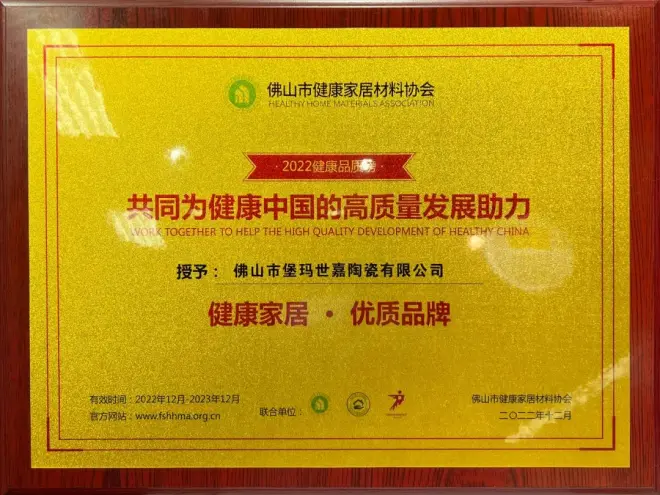 佛山市健康家居材料协会
HEALTHY HOME MATERIALS ASSOCIATION
·2022健康品质榜·
共同为健康中国的高质量发展助力
WORK TOGETHER TO HELP THE HIGH QUALITY DEVELOPMENT OF HEALTHY CHINA
授予：佛山市堡玛世嘉陶瓷有限公司
健康家居·优质品牌
有效时间：2022年12月-2023年12月
官方网站：www.fshhma.org.cn
联合单位：
佛山市健康家居材料协会
二〇二二年十二月